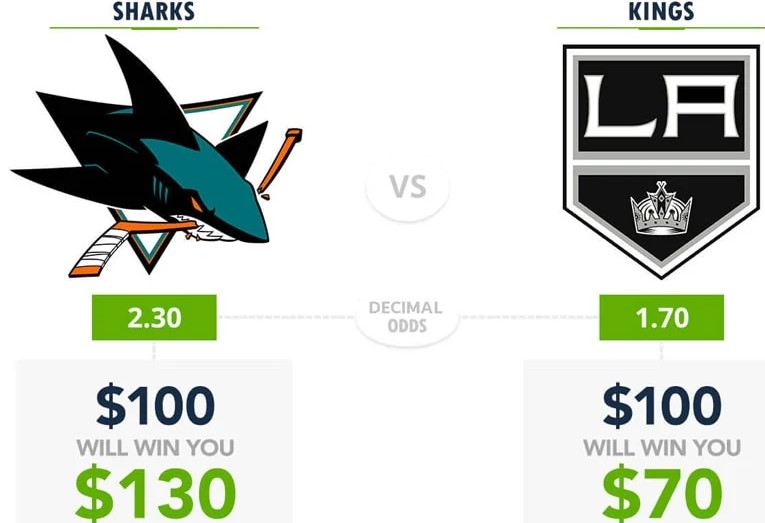 SHARKS
KINGS
LA
VS
2.30
DECIMAL
ODDS
1.70
$100
WILL WIN YOU
$130
$100
WILL WIN YOU
$70